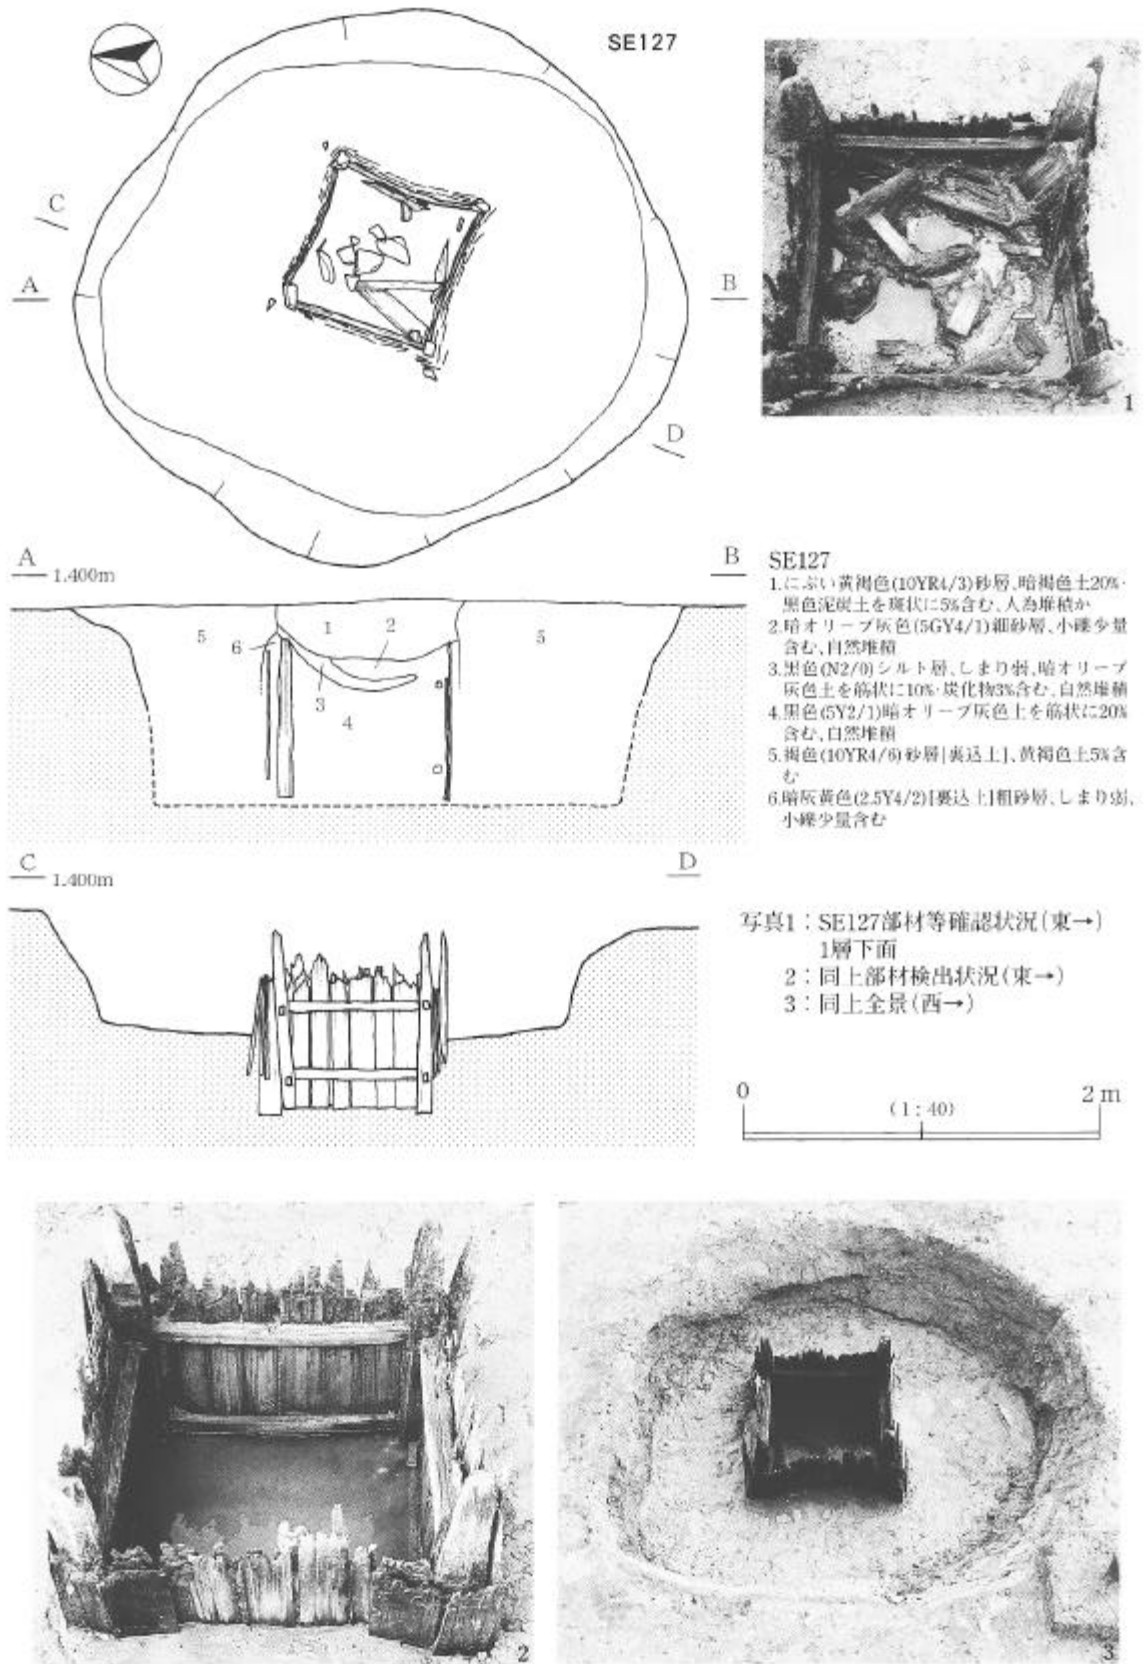 SE127
C
A
B
D
1
A
1.400m
B
5
6
1
2
3
4
5
SE127
1.にぶい黄褐色(10YR4/3)砂層、暗褐色土20%・
黒色泥炭土を斑状に5%含む、人為堆積か
2.暗オリーブ灰色(5GY4/1)細砂層、小礫少量
含む、自然堆積
3.黒色(N2/0)シルト層、しまり弱、暗オリーブ
灰色土を筋状に10%・炭化物3%含む、自然堆積
4.黒色(5Y2/1)暗オリーブ灰色土を筋状に20%
含む、自然堆積
5.褐色(10YR4/6)砂層[裏込土]、黄褐色土5%含
む
6.暗灰黄色(2.5Y4/2)[裏込土]粗砂層、しまり弱、
小礫少量含む
C
1.400m
D
写真1：SE127部材等確認状況(東→)
1層下面
2：同上部材検出状況(東→)
3：同上全景(西→)
0
(1:40)
2m
2
3